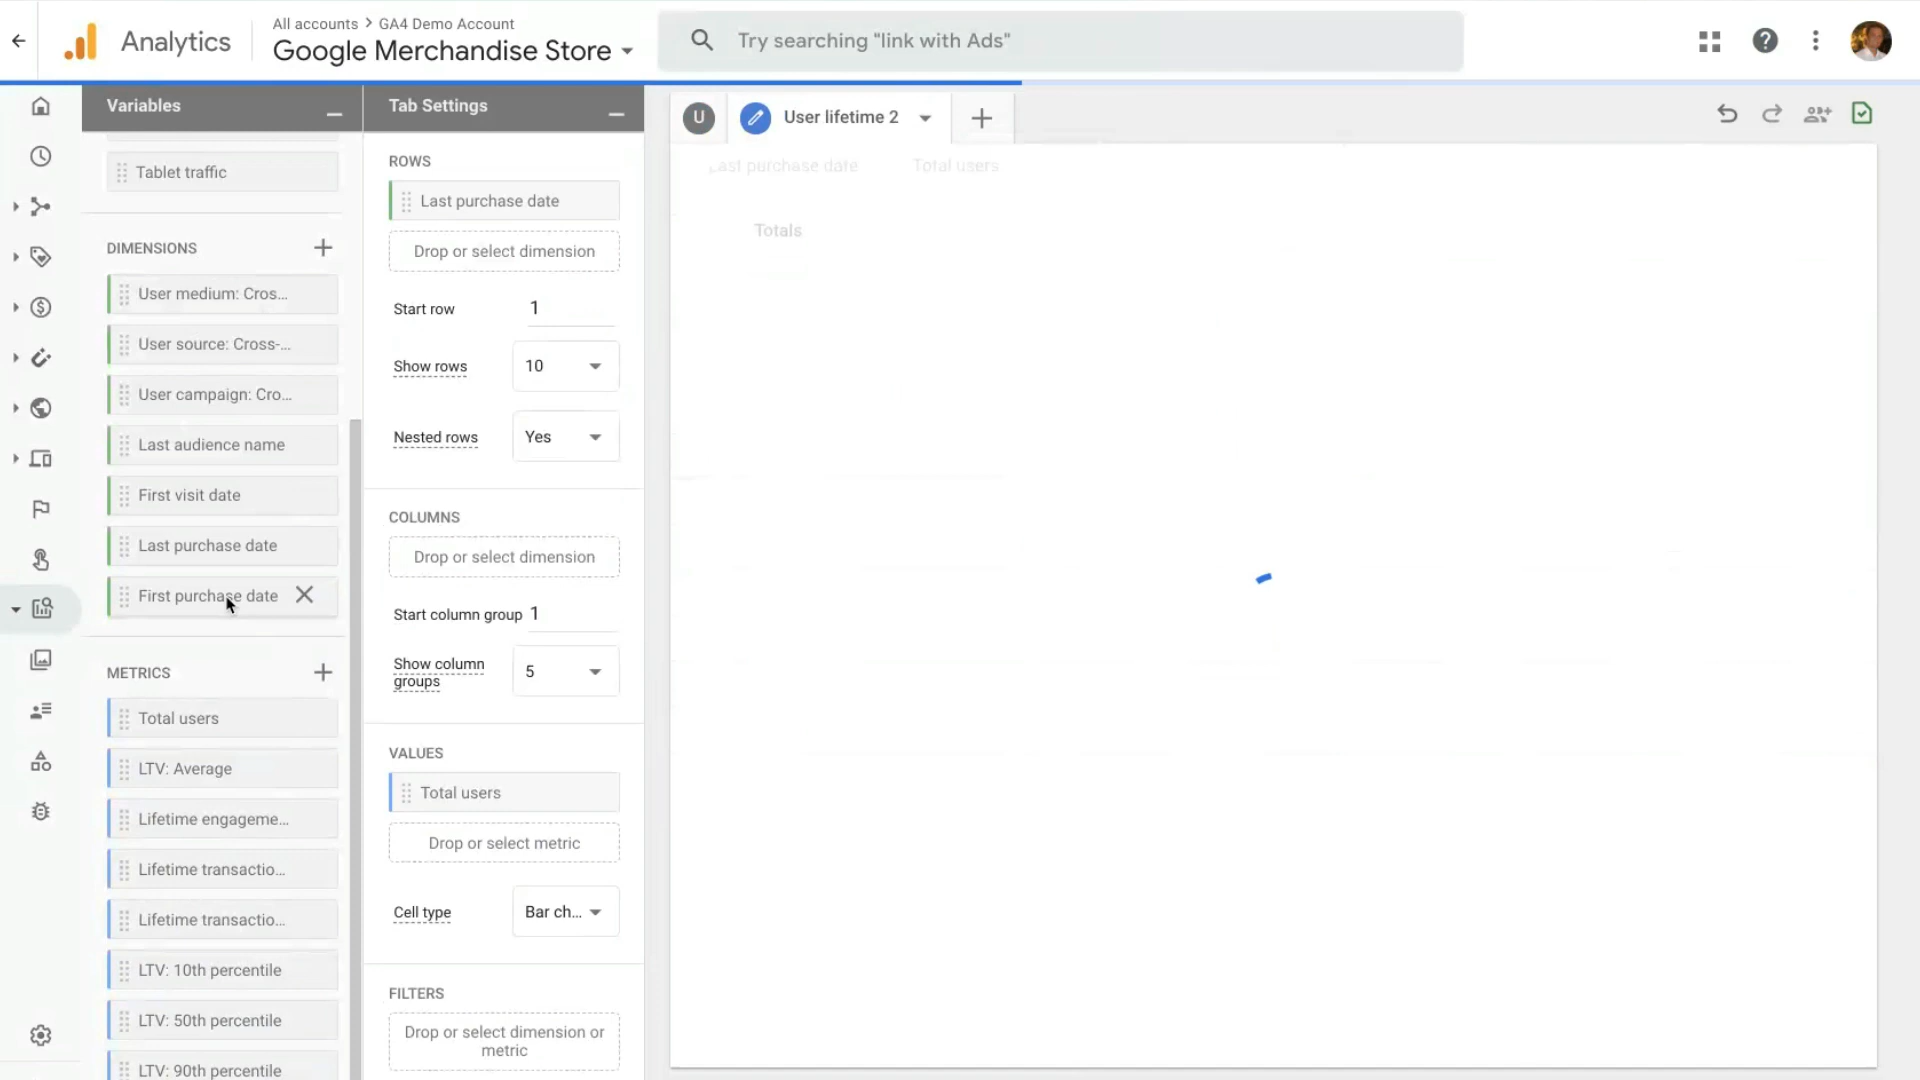 All accounts > GA4 Demo Account
Analytics
Google Merchandise Store
Try searching "link with Ads"
Variables
Tablet traffic
DIMENSIONS
User medium: Cros...
User source: Cross-...
User campaign: Cro...
Last audience name
First visit date
Last purchase date
First purchase date
METRICS
Total users
LTV: Average
Lifetime engageme...
Lifetime transactio...
Lifetime transactio...
LTV: 10th percentile
LTV: 50th percentile
LTV: 90th percentile
Tab Settings
ROWS
Last purchase date
Drop or select dimension
Start row 1
Show rows 10
Nested rows Yes
COLUMNS
Drop or select dimension
Start column group 1
Show column
groups
5
VALUES
Total users
Drop or select metric
Cell type Bar ch...
FILTERS
Drop or select dimension or
metric
U
User lifetime 2
Last purchase date Total users
Totals